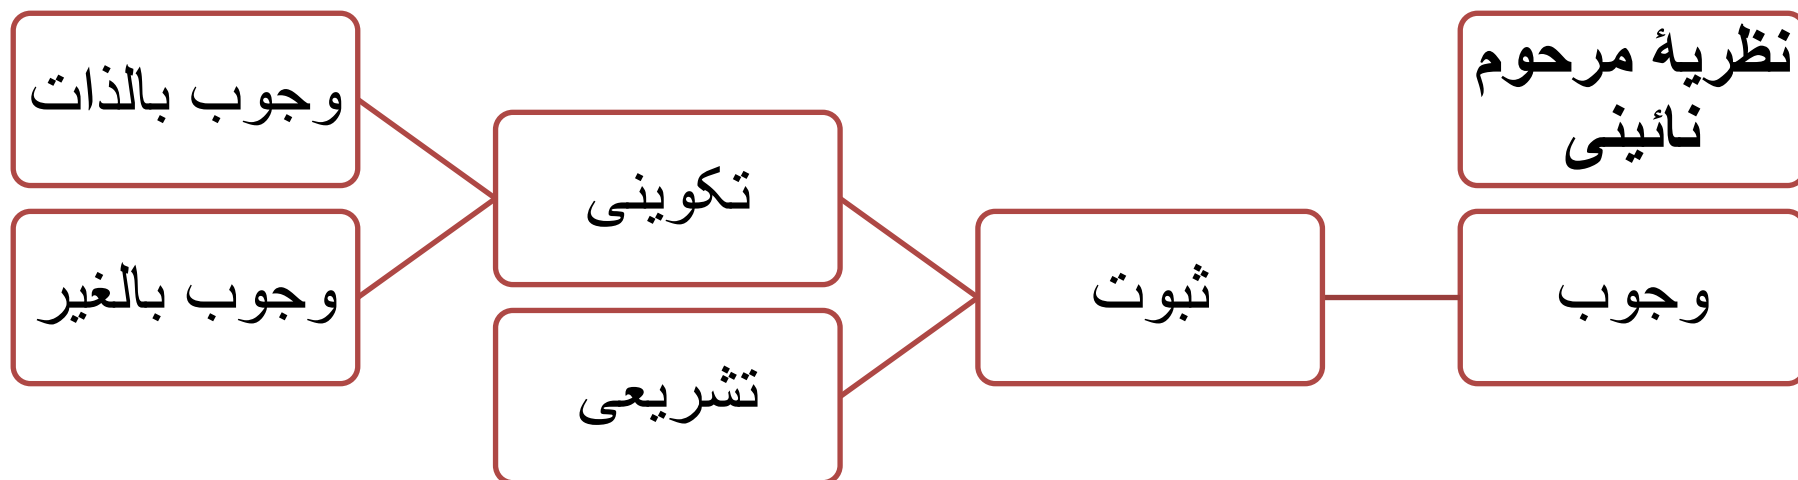 نظریهٔ مرحوم
نائینی
وجوب
ثبوت
تکوینی
تشریعی
وجوب بالذات
وجوب بالغیر